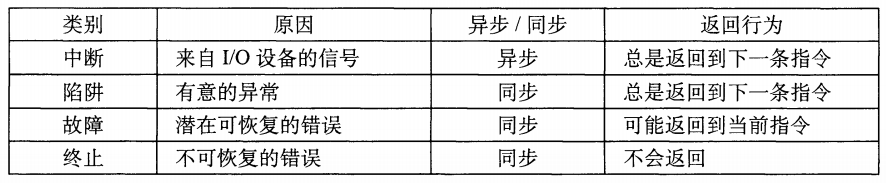 类别 原因 异步 / 同步 返回行为
中断 来自 I/O 设备的信号 异步 总是返回到下一条指令
陷阱 有意的异常 同步 总是返回到下一条指令
故障 潜在可恢复的错误 同步 可能返回到当前指令
终止 不可恢复的错误 同步 不会返回